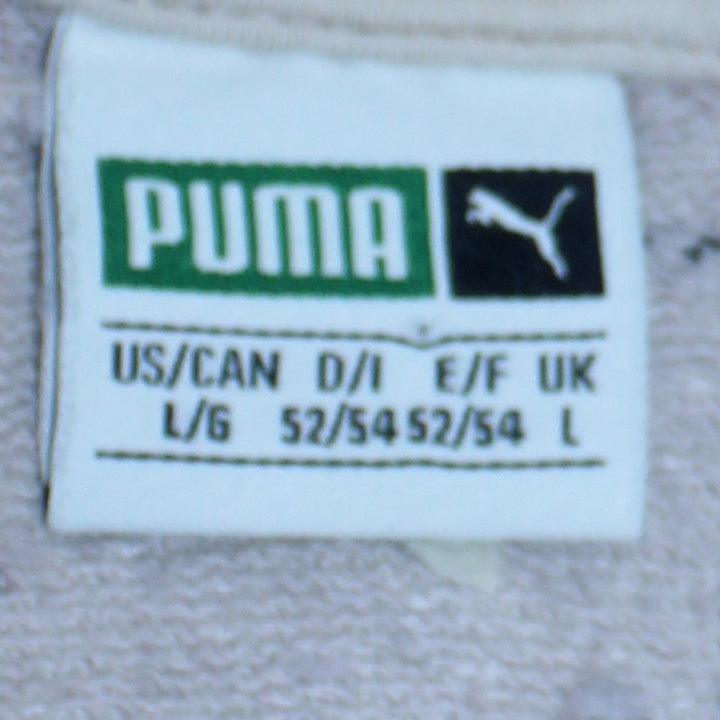 PUMA
US/CAN D/I E/F UK
L/G 52/54 52/54 L